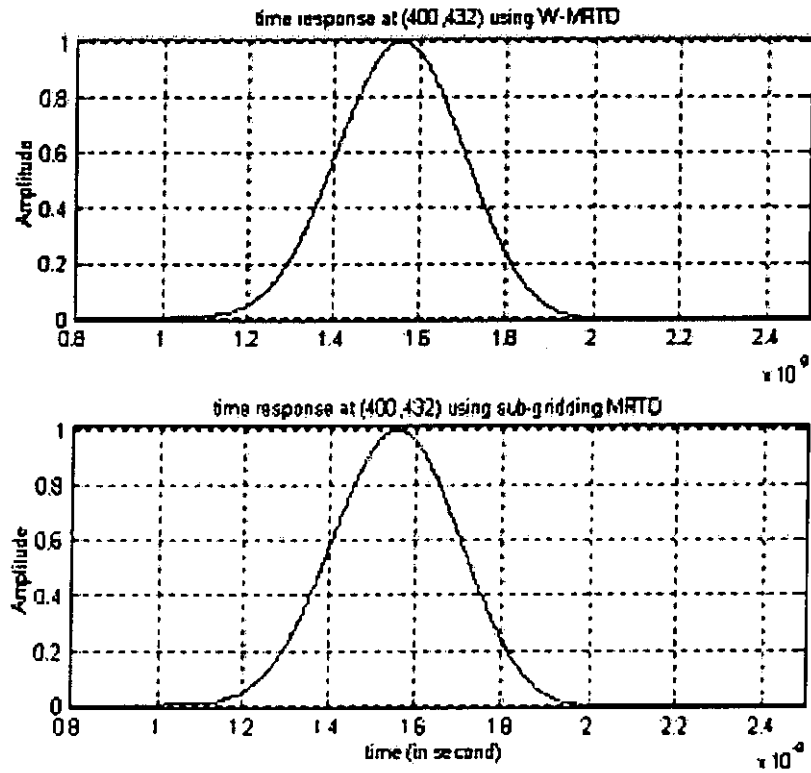 time response at (400,432) using W-MRTD
1
0.8
0.6
0.4
0.2
0
Amplitude
0.8 1 1.2 1.4 1.6 1.8 2 2.2 2.4
x 10^-9
time response at (400,432) using sub-gridding MRTD
1
0.8
0.6
0.4
0.2
0
Amplitude
0.8 1 1.2 1.4 1.6 1.8 2 2.2 2.4
time (in second)
x 10^-9